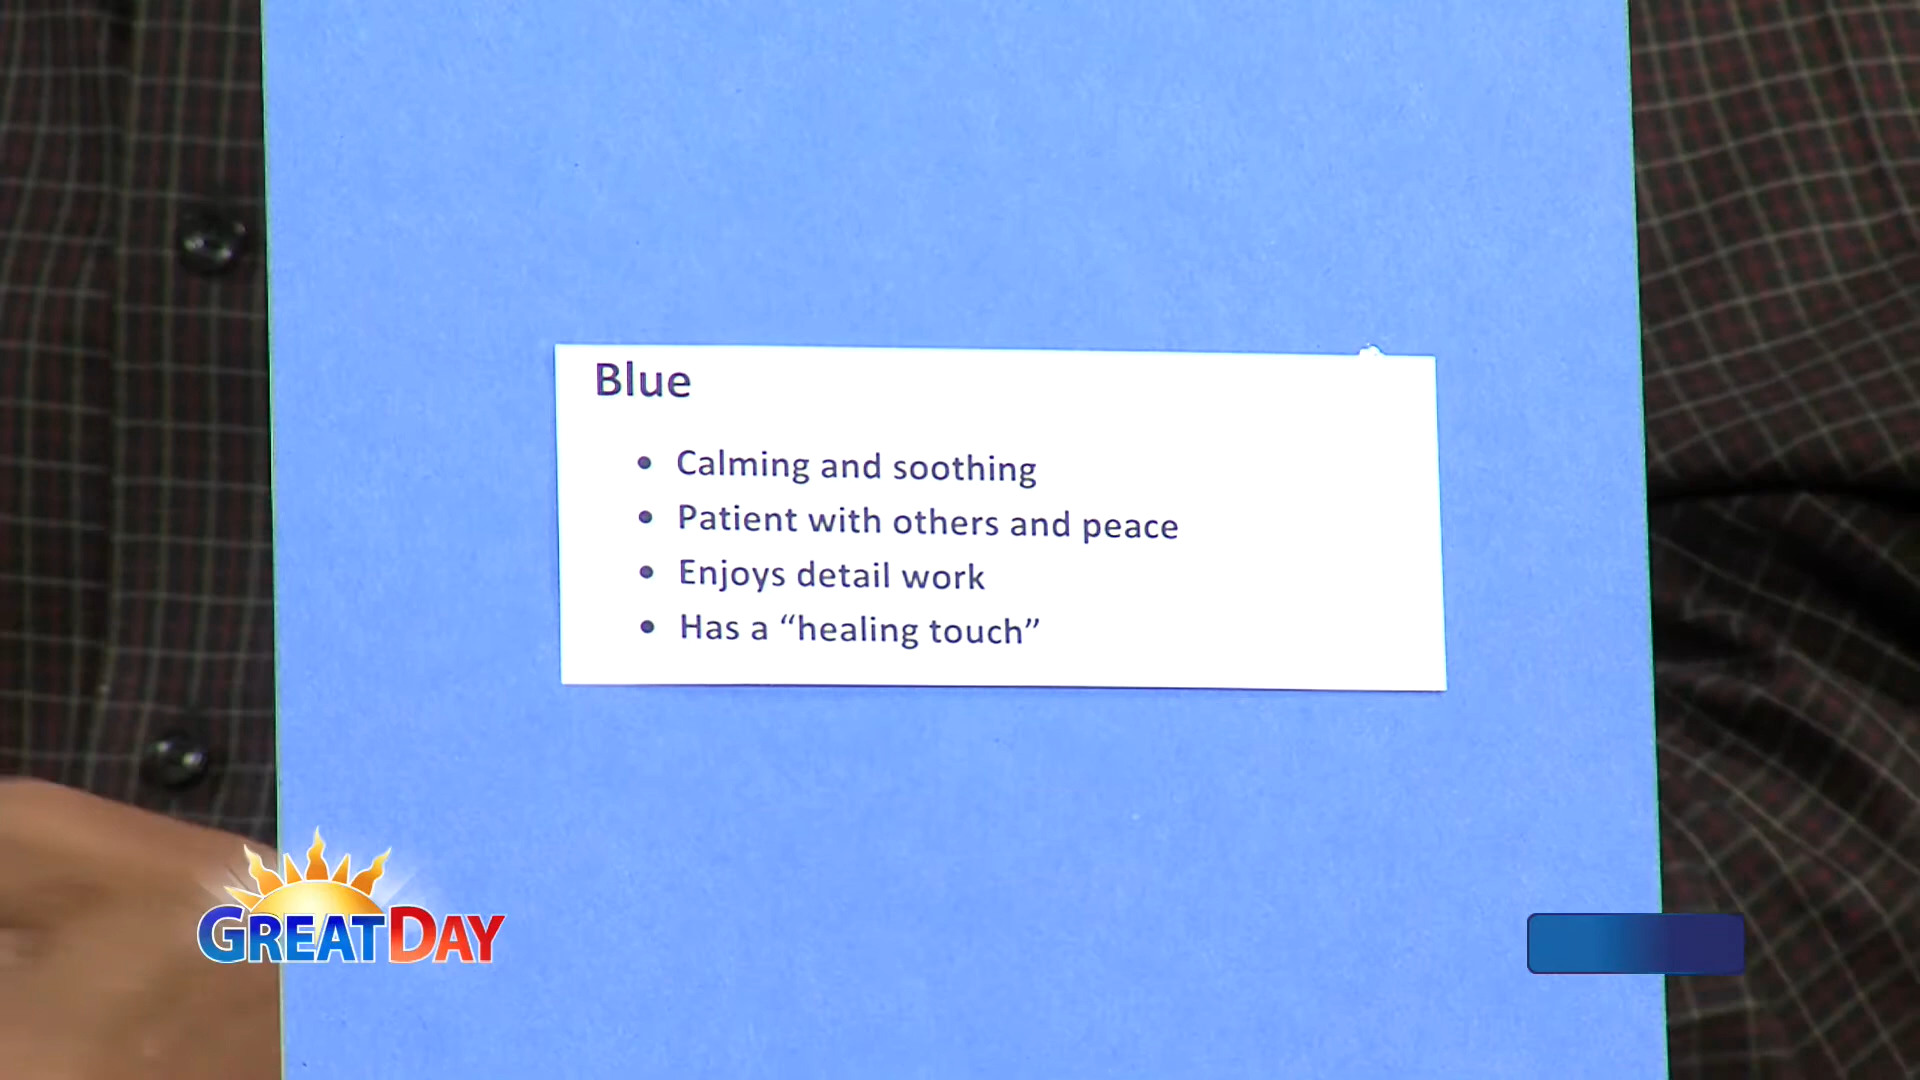 Blue
• Calming and soothing
• Patient with others and peace
• Enjoys detail work
• Has a “healing touch”
GREAT DAY